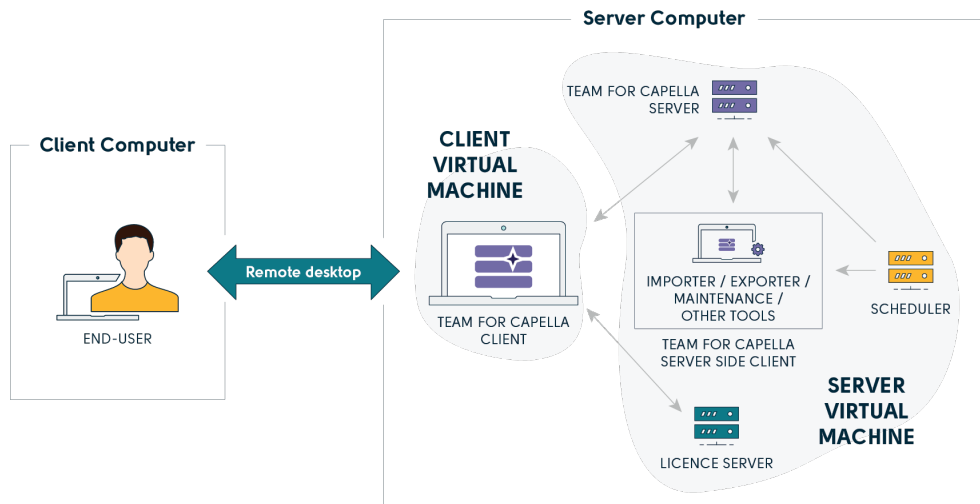 Server Computer
TEAM FOR CAPELLA
SERVER
Client Computer
CLIENT
VIRTUAL
MACHINE
Remote desktop
IMPORTER / EXPORTER /
MAINTENANCE /
OTHER TOOLS
SCHEDULER
END-USER
TEAM FOR CAPELLA
CLIENT
TEAM FOR CAPELLA
SERVER SIDE CLIENT
SERVER
VIRTUAL
MACHINE
LICENCE SERVER